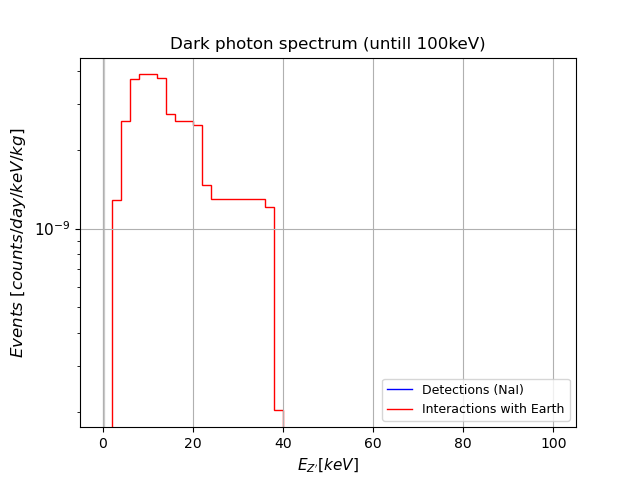 Dark photon spectrum (untill 100keV)
Events [counts/day/keV/kg]
10⁻⁹
0 20 40 60 80 100
E_{Z'}[keV]
Detections (NaI)
Interactions with Earth